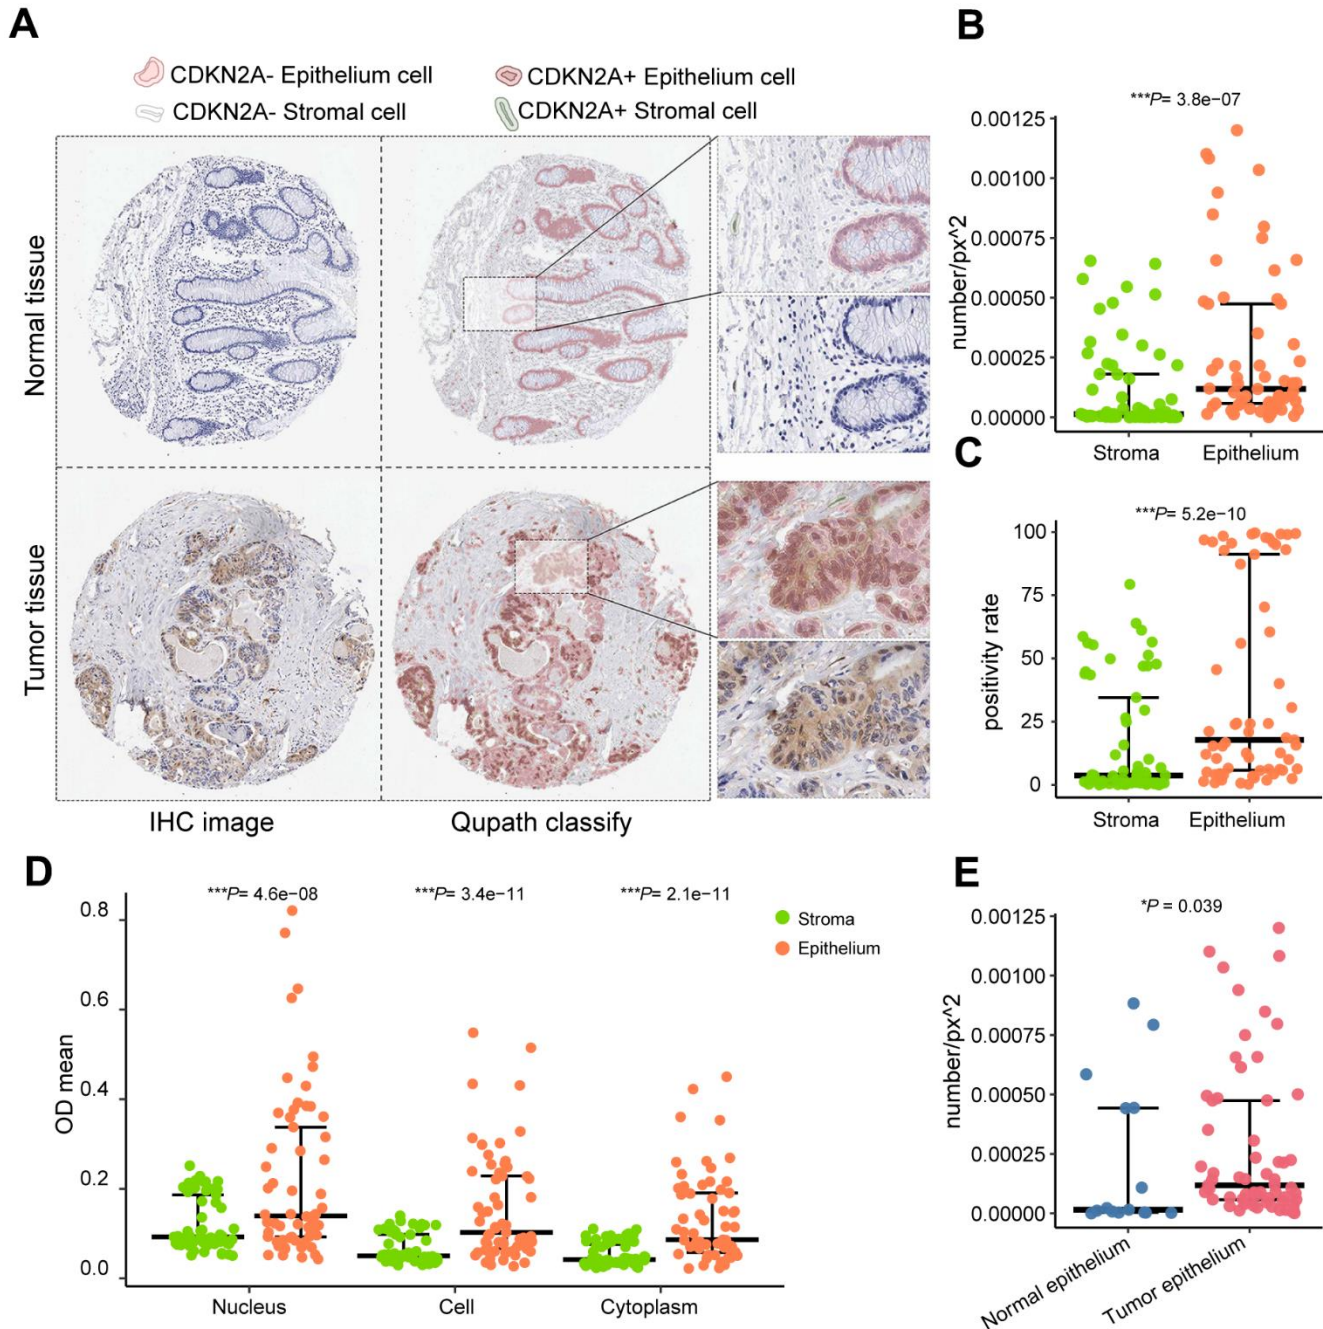 A
CDKN2A- Epithelium cell
CDKN2A+ Epithelium cell
CDKN2A- Stromal cell
CDKN2A+ Stromal cell
Normal tissue
Tumor tissue
IHC image
Qupath classify
B
***P= 3.8e−07
number/px^2
0.00125
0.00100
0.00075
0.00050
0.00025
0.00000
Stroma
Epithelium
C
***P= 5.2e−10
positivity rate
100
75
50
25
0
Stroma
Epithelium
D
***P= 4.6e−08
***P= 3.4e−11
***P= 2.1e−11
Stroma
Epithelium
OD mean
0.8
0.6
0.4
0.2
0.0
Nucleus
Cell
Cytoplasm
E
*P = 0.039
number/px^2
0.00125
0.00100
0.00075
0.00050
0.00025
0.00000
Normal epithelium
Tumor epithelium